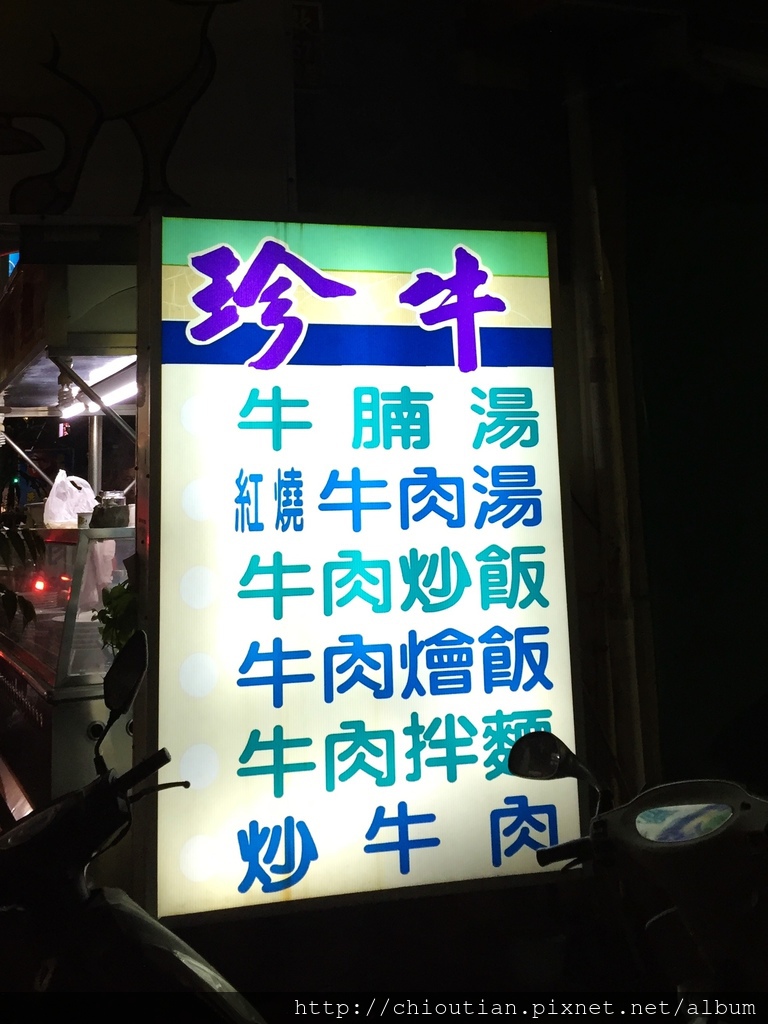 珍牛
牛腩湯
紅燒牛肉湯
牛肉炒飯
牛肉燴飯
牛肉拌麵
炒牛肉
http://chioutian.pixnet.net/album